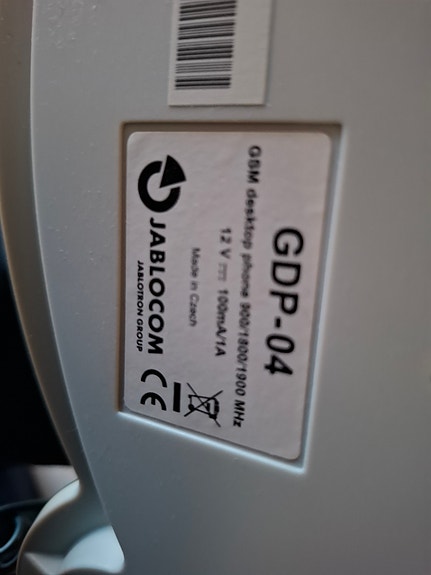 GDP-04
GSM desktop phone 900/1800/1900 MHz
12 V ⎓ 100mA/1A
Made in Czech
JABLOCOM
JABLOTRON GROUP
CE